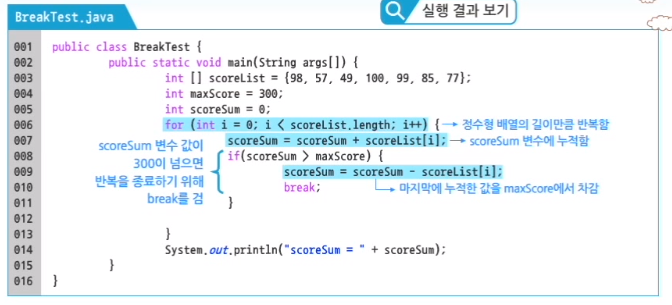 BreakTest.java
실행 결과 보기
001 public class BreakTest {
002 public static void main(String args[]) {
003 int [] scoreList = {98, 57, 49, 100, 99, 85, 77};
004 int maxScore = 300;
005 int scoreSum = 0;
006 for (int i = 0; i < scoreList.length; i++) { 정수형 배열의 길이만큼 반복함
007 scoreSum = scoreSum + scoreList[i]; scoreSum 변수에 누적함
008 if(scoreSum > maxScore) {
009 scoreSum = scoreSum - scoreList[i];
010 break; 마지막에 누적한 값을 maxScore에서 차감
011 }
012
013 }
014 System.out.println("scoreSum = " + scoreSum);
015 }
016 }
scoreSum 변수 값이
300이 넘으면
반복을 종료하기 위해
break를 검